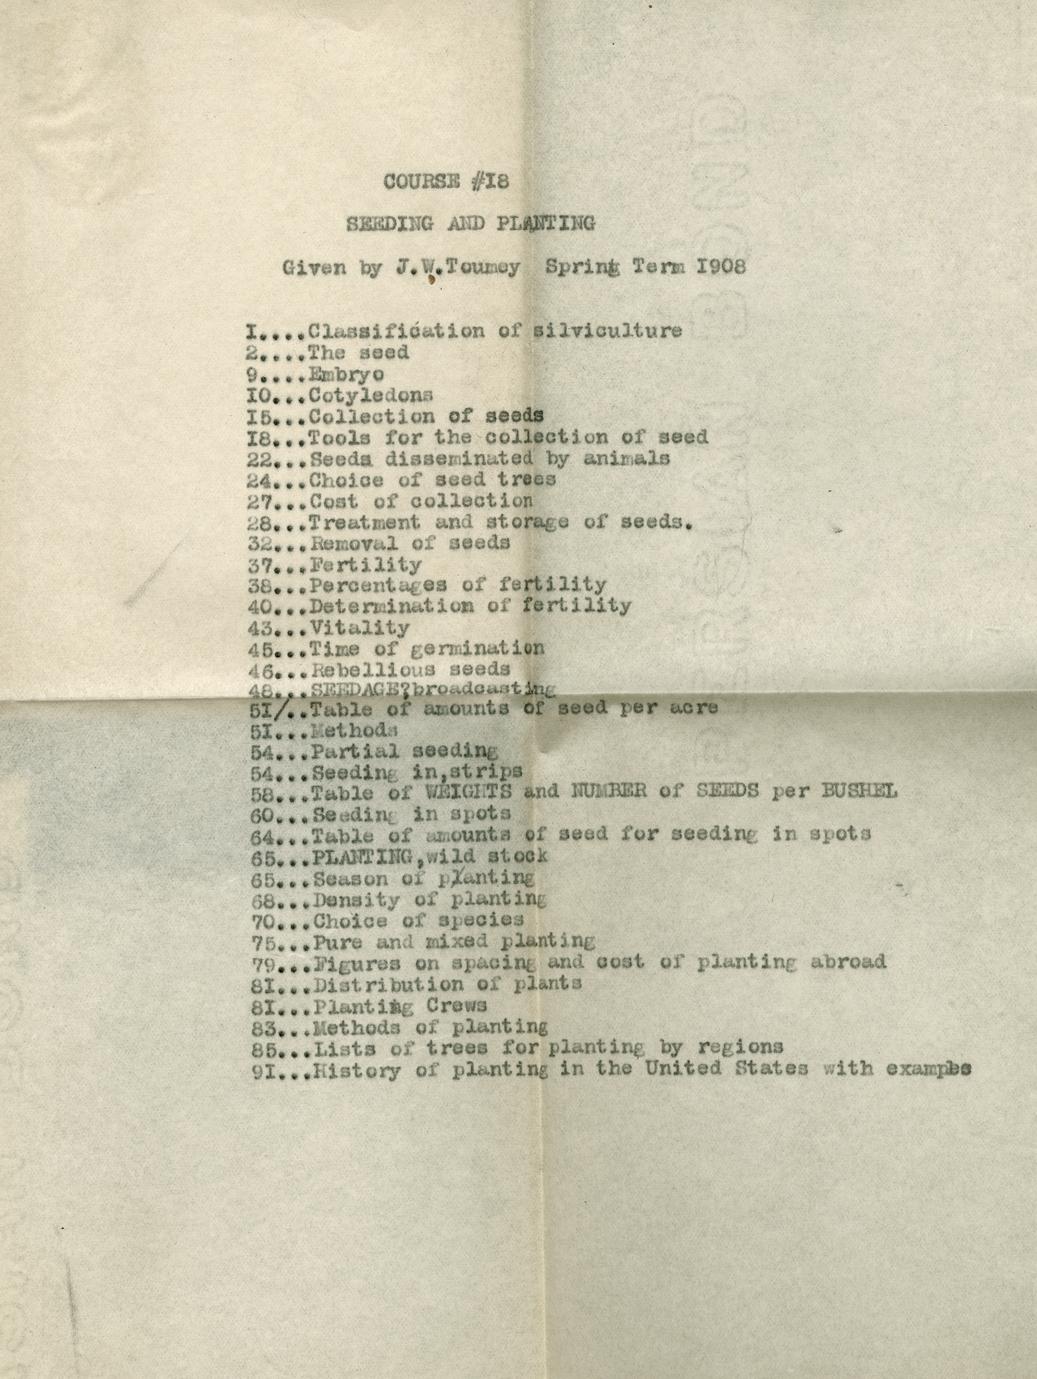 COURSE #I8
SEEDING AND PLANTING
Given by J.W.Toumey Spring Term I908
I....Classification of silviculture
2....The seed
9....Embryo
I0...Cotyledons
I5...Collection of seeds
I8...Tools for the collection of seed
22...Seeds disseminated by animals
24...Choice of seed trees
27...Cost of collection
28...Treatment and storage of seeds.
32...Removal of seeds
37...Fertility
38...Percentages of fertility
40...Determination of fertility
43...Vitality
45...Time of germination
46...Rebellious seeds
48...SEEDAGE?broadcasting
5I/..Table of amounts of seed per acre
5I...Methods
54...Partial seeding
54...Seeding in,strips
58...Table of WEIGHTS and NUMBER of SEEDS per BUSHEL
60...Seeding in spots
64...Table of amounts of seed for seeding in spots
65...PLANTING,wild stock
65...Season of planting
68...Density of planting
70...Choice of species
75...Pure and mixed planting
79...Figures on spacing and cost of planting abroad
8I...Distribution of plants
8I...Planting Crews
83...Methods of planting
85...Lists of trees for planting by regions
9I...History of planting in the United States with examples